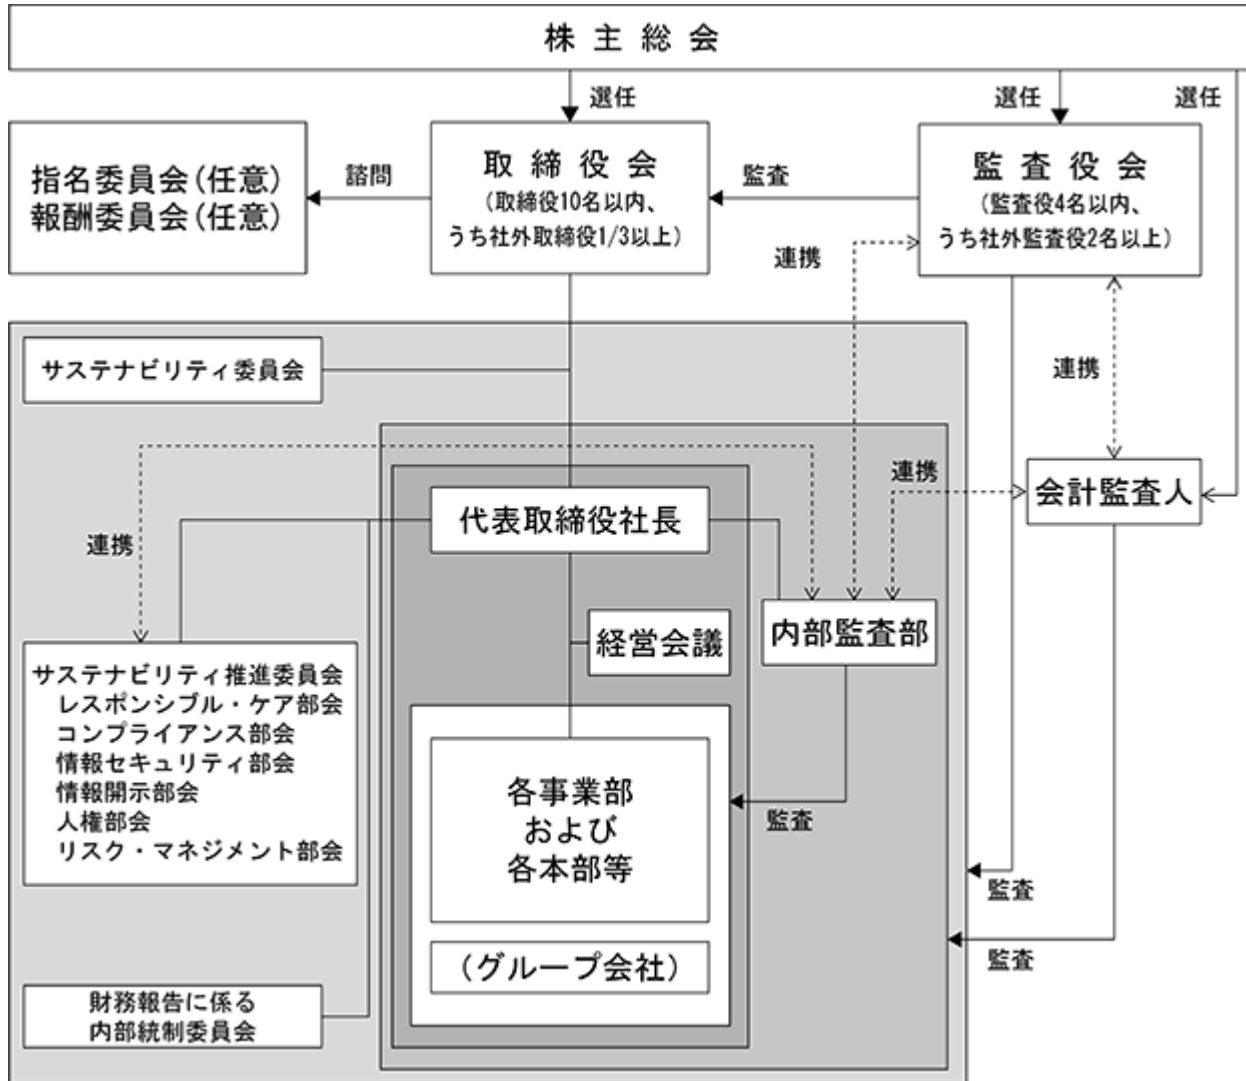 株主総会
選任
選任
選任
指名委員会(任意)
報酬委員会(任意)
諮問
取締役会
(取締役10名以内、
うち社外取締役1/3以上)
監査
監査役会
(監査役4名以内、
うち社外監査役2名以上)
連携
連携
サステナビリティ委員会
連携
代表取締役社長
連携
会計監査人
経営会議
内部監査部
サステナビリティ推進委員会
レスポンシブル・ケア部会
コンプライアンス部会
情報セキュリティ部会
情報開示部会
人権部会
リスク・マネジメント部会
各事業部
および
各本部等
監査
監査
監査
(グループ会社)
財務報告に係る
内部統制委員会